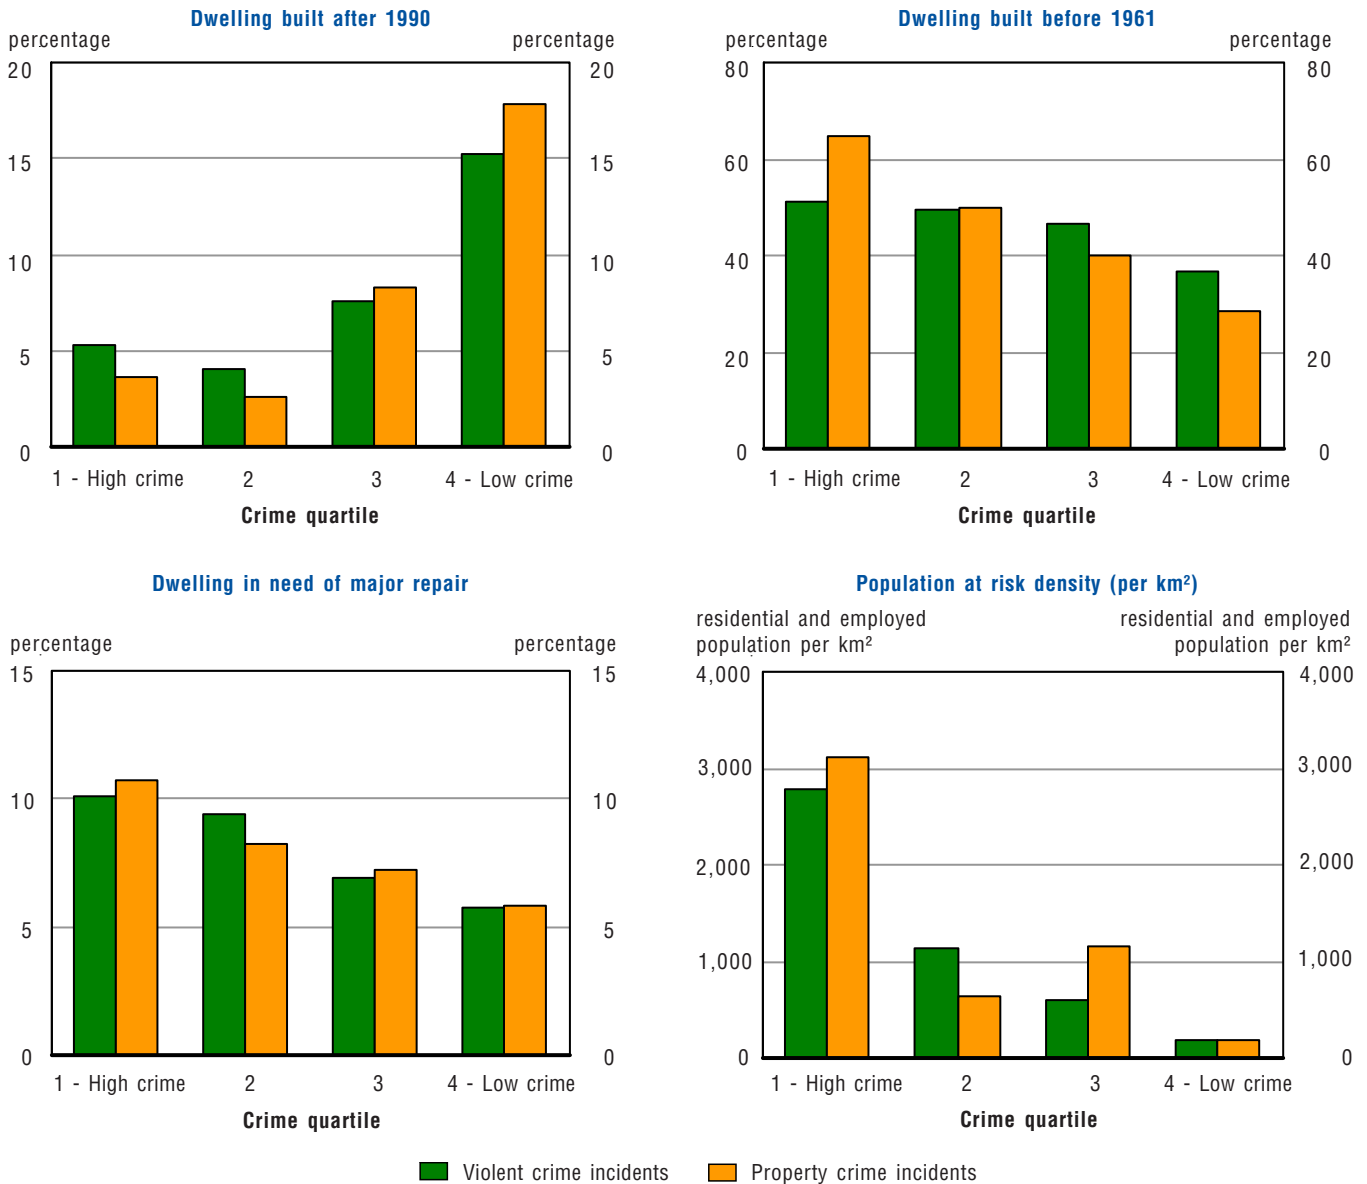 Dwelling built after 1990
percentage percentage
20 20
15 15
10 10
5 5
0 0
1 - High crime 2 3 4 - Low crime
Crime quartile
Dwelling built before 1961
percentage percentage
80 80
60 60
40 40
20 20
0 0
1 - High crime 2 3 4 - Low crime
Crime quartile
Dwelling in need of major repair
percentage percentage
15 15
10 10
5 5
0 0
1 - High crime 2 3 4 - Low crime
Crime quartile
Population at risk density (per km²)
residential and employed residential and employed
population per km² population per km²
4,000 4,000
3,000 3,000
2,000 2,000
1,000 1,000
0 0
1 - High crime 2 3 4 - Low crime
Crime quartile
Violent crime incidents Property crime incidents